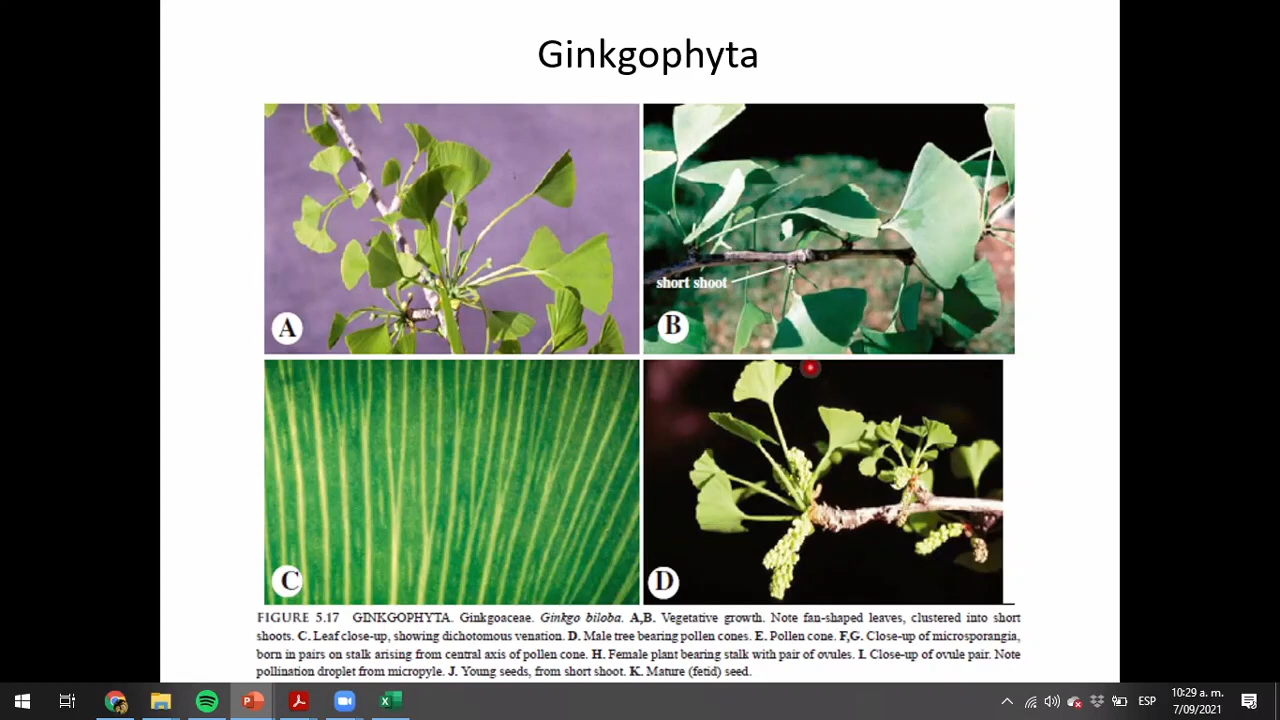 Ginkgophyta
A
short shoot
B
C
D
FIGURE 5.17 GINKGOPHYTA. Ginkgoaceae. Ginkgo biloba. A,B. Vegetative growth. Note fan-shaped leaves, clustered into short
shoots. C. Leaf close-up, showing dichotomous venation. D. Male tree bearing pollen cones. E. Pollen cone. F,G. Close-up of microsporangia,
born in pairs on stalk arising from central axis of pollen cone. H. Female plant bearing stalk with pair of ovules. I. Close-up of ovule pair. Note
pollination droplet from micropyle. J. Young seeds, from short shoot. K. Mature (fetid) seed.
ESP
10:29 a. m.
7/09/2021